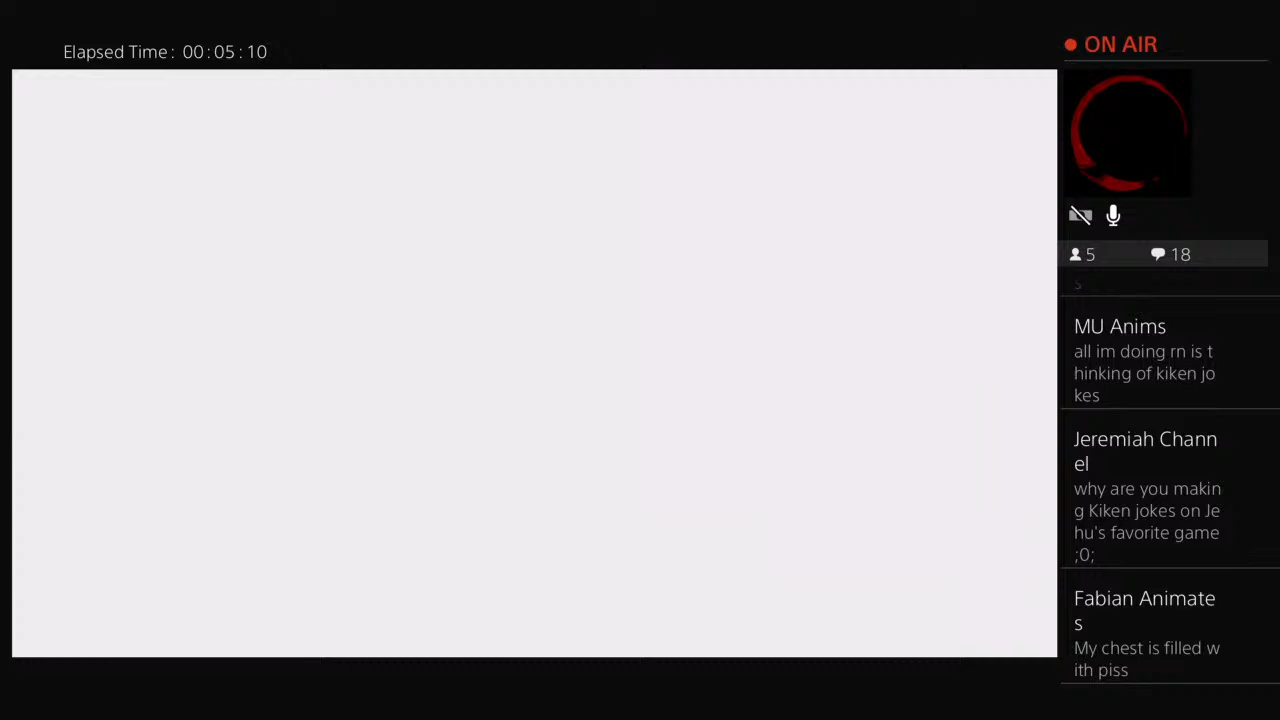 Elapsed Time: 00:05:10
ON AIR
5 18
s
MU Anims
all im doing rn is t
hinking of kiken jo
kes
Jeremiah Chann
el
why are you makin
g Kiken jokes on Je
hu's favorite game
;0;
Fabian Animate
s
My chest is filled w
ith piss